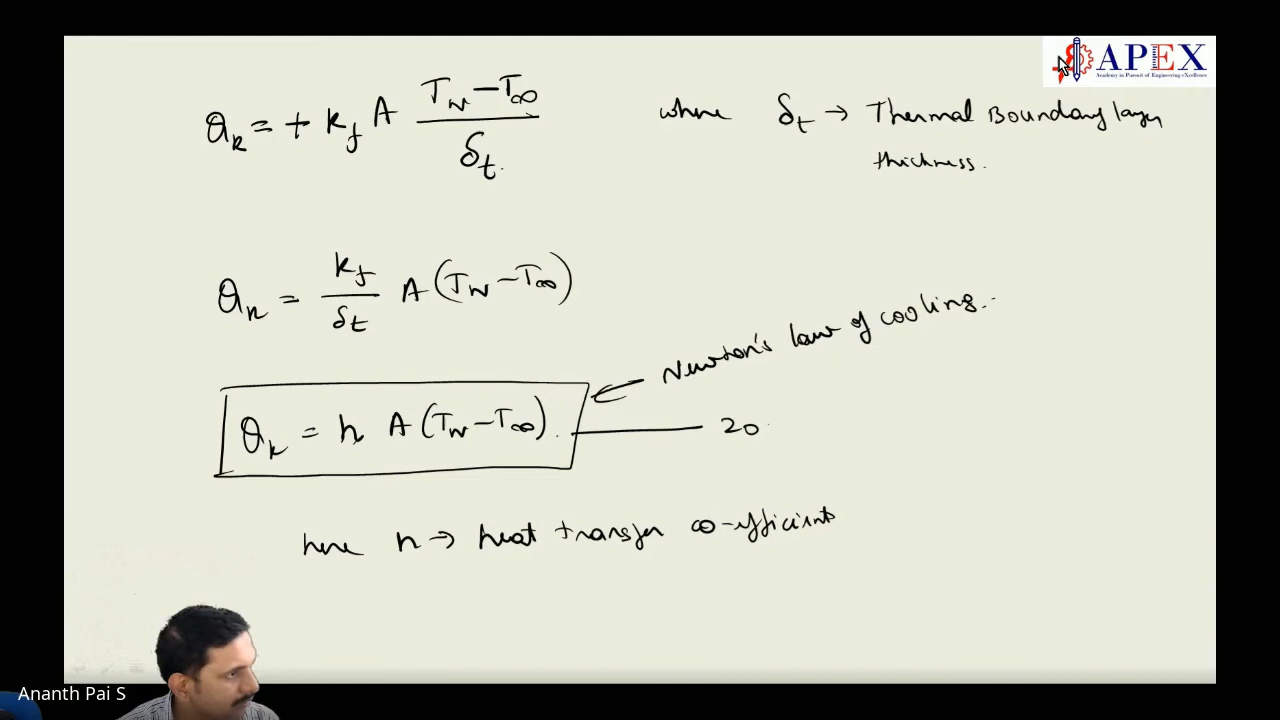 APEX
Academy in Pursuit of Engineering eXcellence
Qk = + kf A (Tw − T∞) / δt where δt → Thermal Boundary layer
thickness.
Qk = kf / δt A (Tw − T∞)
Newton's law of cooling..
Qk = h A (Tw − T∞). 20
here h → heat transfer co-efficient
Ananth Pai S